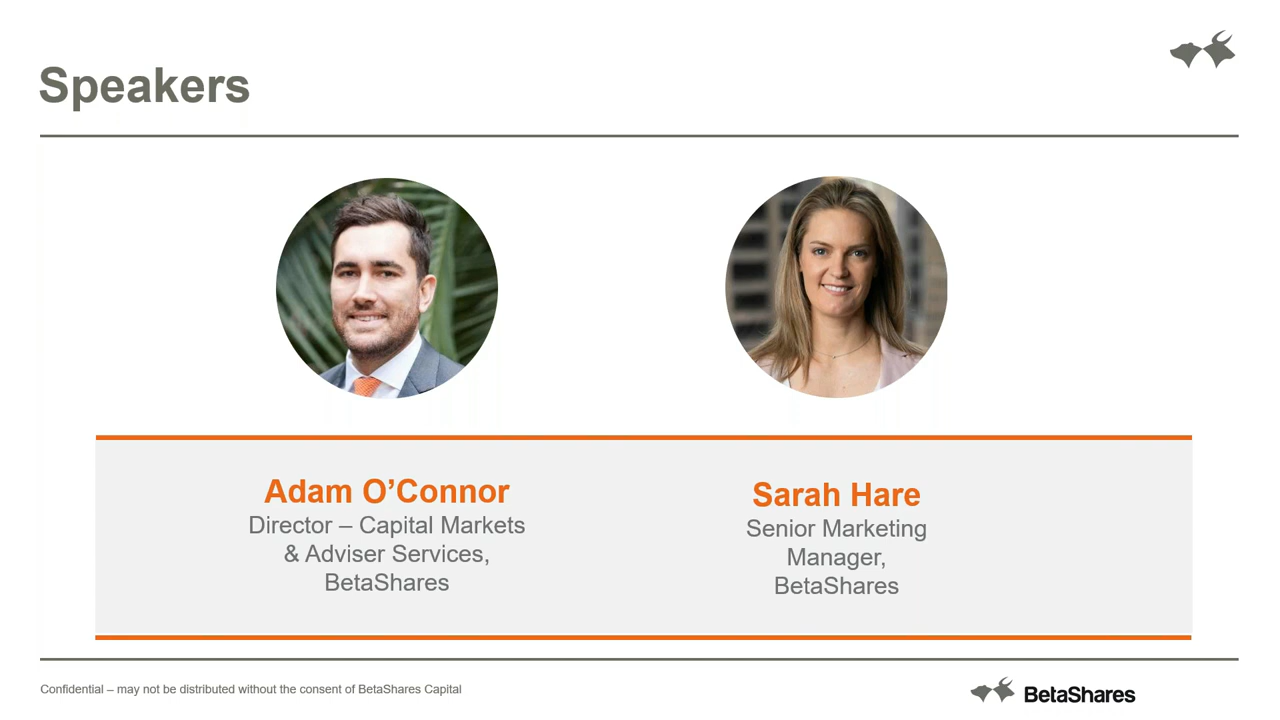 Speakers
Adam O’Connor
Director – Capital Markets
& Adviser Services,
BetaShares
Sarah Hare
Senior Marketing
Manager,
BetaShares
Confidential – may not be distributed without the consent of BetaShares Capital
BetaShares